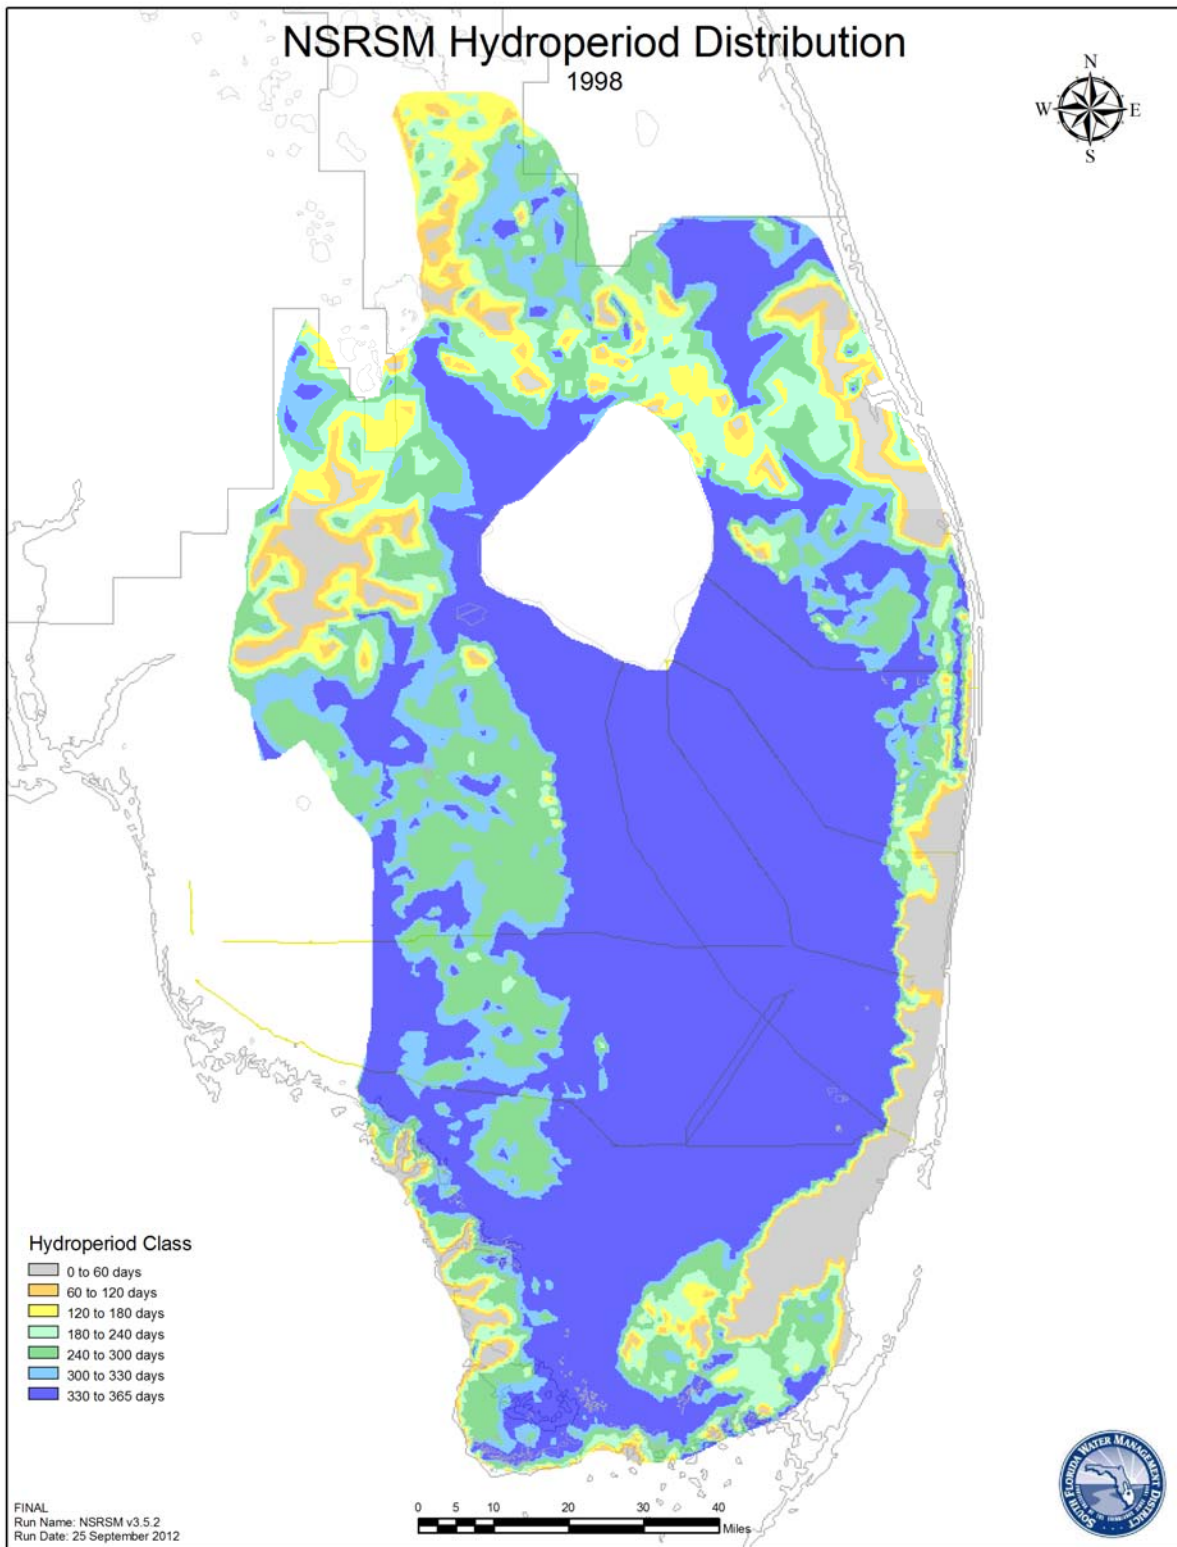 NSRSM Hydroperiod Distribution
1998
N
W
E
S
Hydroperiod Class
0 to 60 days
60 to 120 days
120 to 180 days
180 to 240 days
240 to 300 days
300 to 330 days
330 to 365 days
FINAL
Run Name: NSRSM v3.5.2
Run Date: 25 September 2012
0 5 10 20 30 40
Miles
SOUTH FLORIDA WATER MANAGEMENT DISTRICT